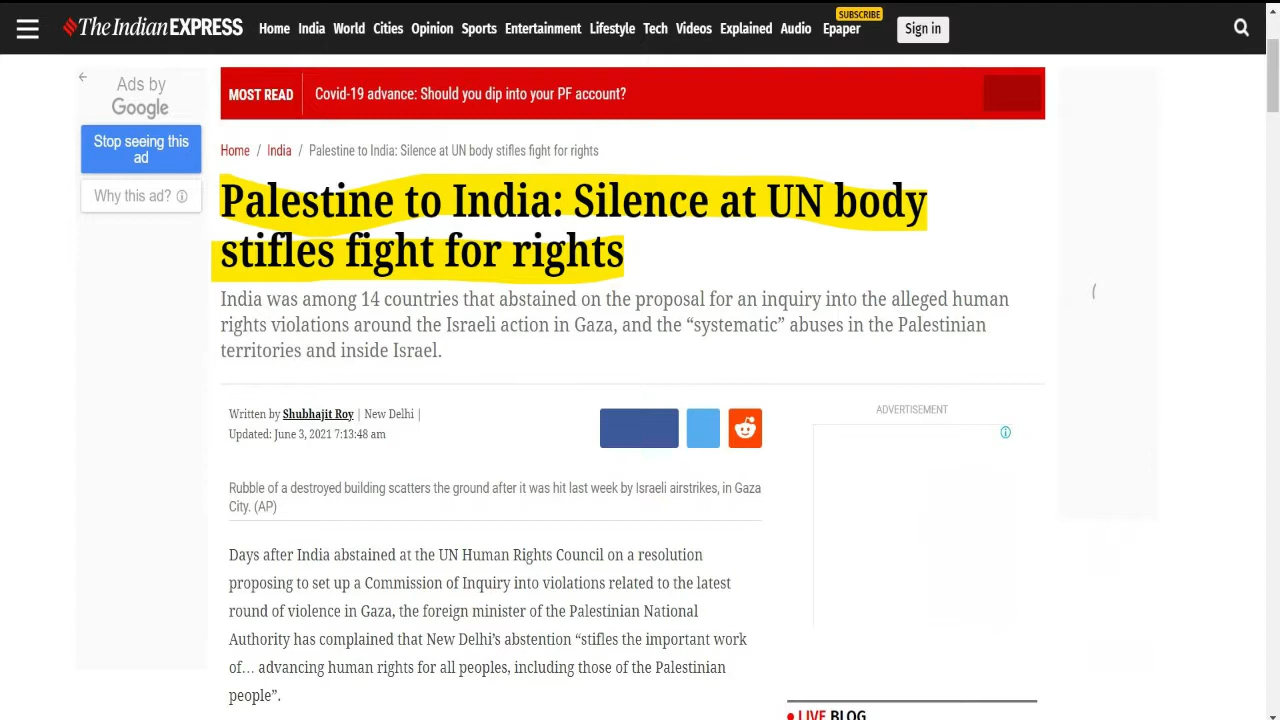 The Indian EXPRESS
Home India World Cities Opinion Sports Entertainment Lifestyle Tech Videos Explained Audio Epaper
SUBSCRIBE
Sign in
Ads by
Google
Stop seeing this
ad
Why this ad?
MOST READ Covid-19 advance: Should you dip into your PF account?
Home / India / Palestine to India: Silence at UN body stifles fight for rights
Palestine to India: Silence at UN body
stifles fight for rights
India was among 14 countries that abstained on the proposal for an inquiry into the alleged human
rights violations around the Israeli action in Gaza, and the “systematic” abuses in the Palestinian
territories and inside Israel.
Written by Shubhajit Roy | New Delhi |
Updated: June 3, 2021 7:13:48 am
ADVERTISEMENT
Rubble of a destroyed building scatters the ground after it was hit last week by Israeli airstrikes, in Gaza
City. (AP)
Days after India abstained at the UN Human Rights Council on a resolution
proposing to set up a Commission of Inquiry into violations related to the latest
round of violence in Gaza, the foreign minister of the Palestinian National
Authority has complained that New Delhi’s abstention “stifles the important work
of… advancing human rights for all peoples, including those of the Palestinian
people”.
LIVE BLOG